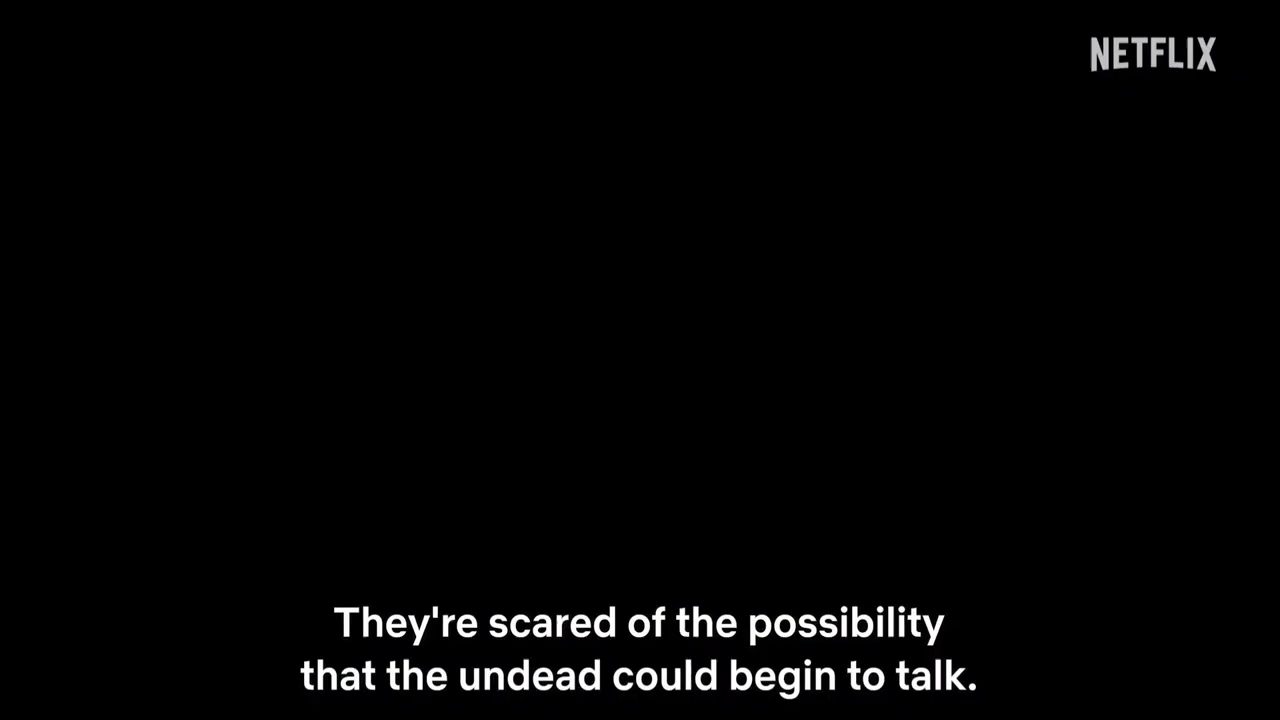 NETFLIX
They're scared of the possibility
that the undead could begin to talk.